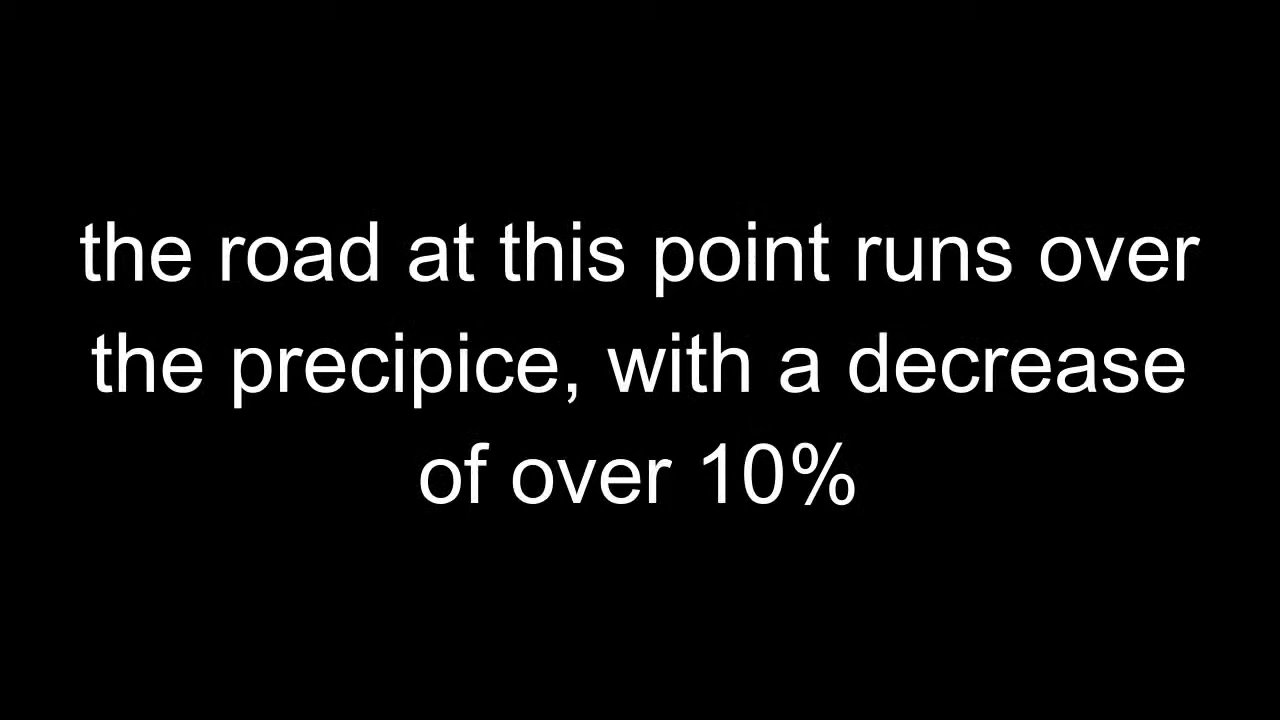 the road at this point runs over
the precipice, with a decrease
of over 10%